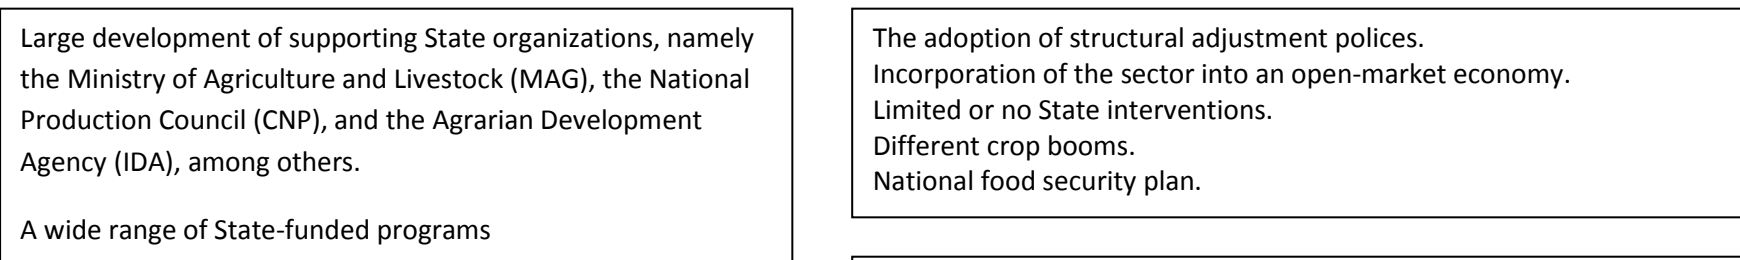 Large development of supporting State organizations, namely
the Ministry of Agriculture and Livestock (MAG), the National
Production Council (CNP), and the Agrarian Development
Agency (IDA), among others.
A wide range of State-funded programs
The adoption of structural adjustment polices.
Incorporation of the sector into an open-market economy.
Limited or no State interventions.
Different crop booms.
National food security plan.